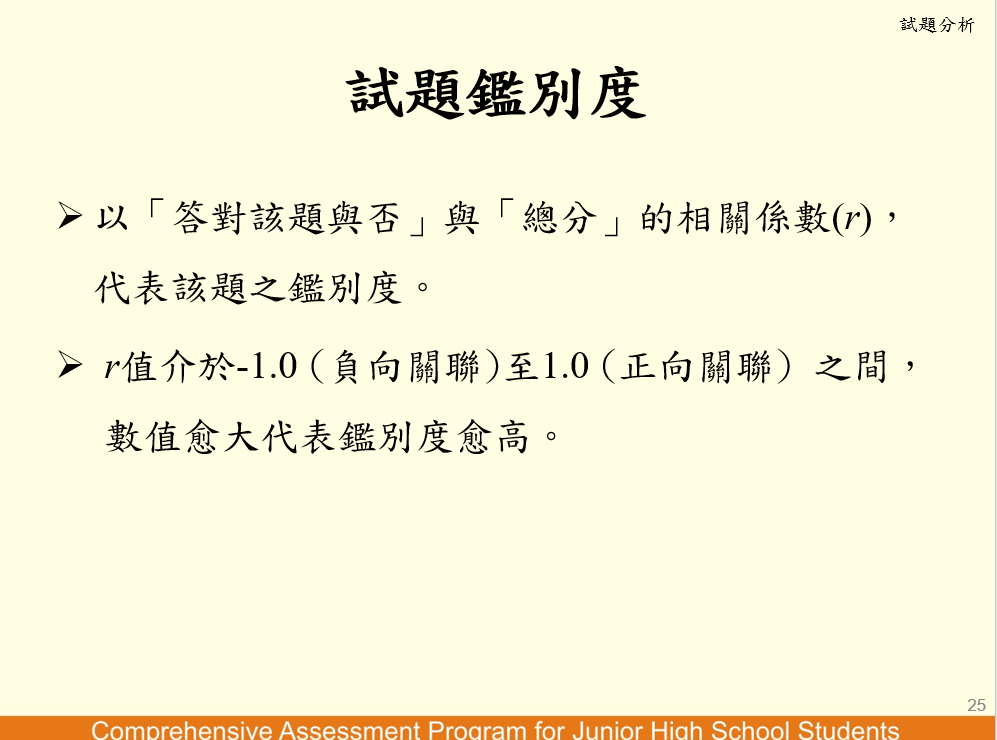 試題分析
試題鑑別度
➢ 以「答對該題與否」與「總分」的相關係數(r)，
代表該題之鑑別度。
➢ r值介於-1.0（負向關聯)至1.0（正向關聯）之間，
數值愈大代表鑑別度愈高。
25
Comprehensive Assessment Program for Junior High School Students